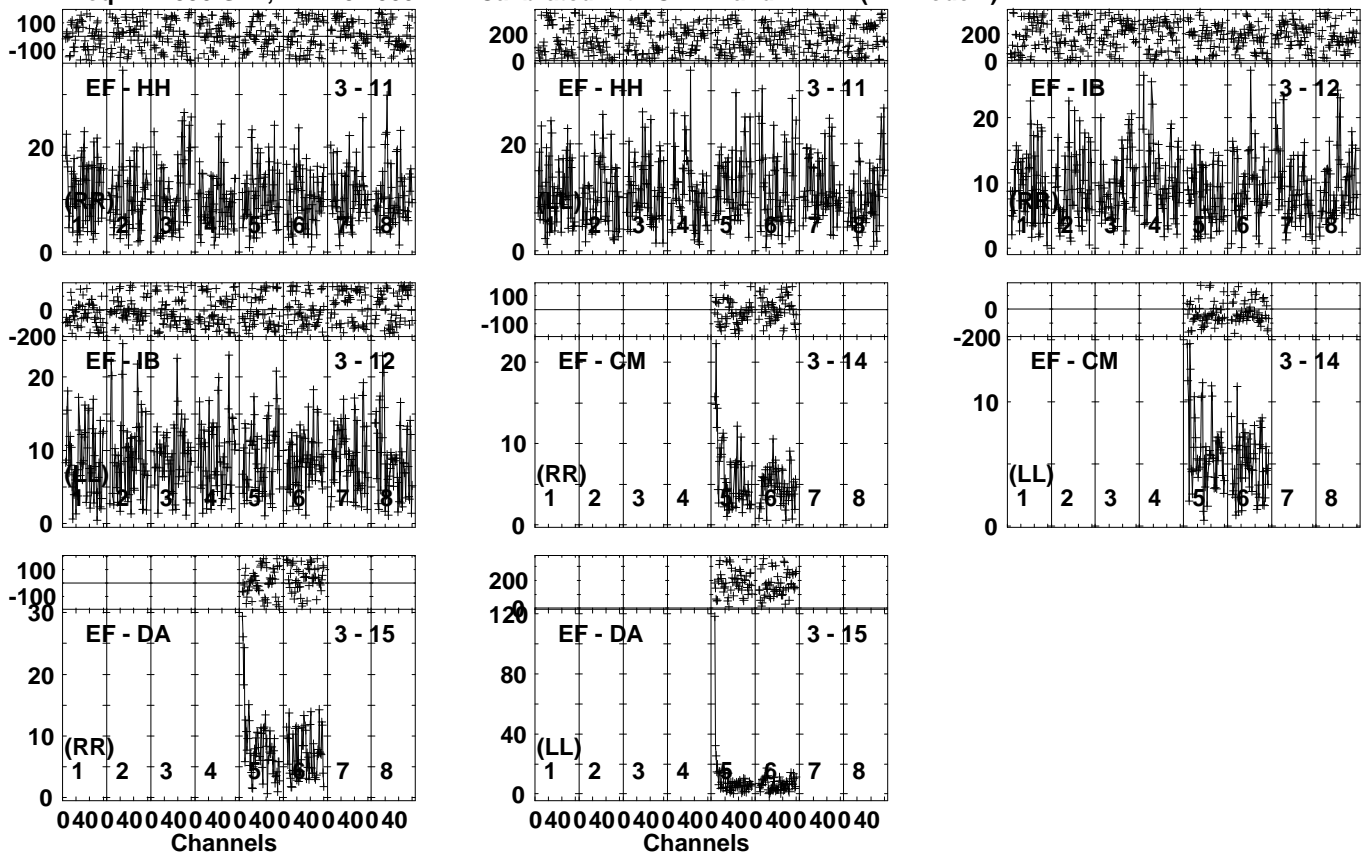 100 -100
EF - HH 3 - 11
20
(RR)
1 2 3 4 5 6 7 8
0
200 0
EF - HH 3 - 11
20
(LL)
1 2 3 4 5 6 7 8
0
200 0
EF - IB 3 - 12
20
10
(RR)
1 2 3 4 5 6 7 8
0
0 -200
EF - IB 3 - 12
20
10
(LL)
1 2 3 4 5 6 7 8
0
100 -100
EF - CM 3 - 14
20
10
(RR)
1 2 3 4 5 6 7 8
0
0 -200
EF - CM 3 - 14
10
(LL)
1 2 3 4 5 6 7 8
0
100 -100
30
EF - DA 3 - 15
20
10
(RR)
1 2 3 4 5 6 7 8
0
0 40 0 40 0 40 0 40 0 40 0 40 0 40 0 40
Channels
200 0
120
EF - DA 3 - 15
80
40
(LL)
1 2 3 4 5 6 7 8
0
0 40 0 40 0 40 0 40 0 40 0 40 0 40 0 40
Channels